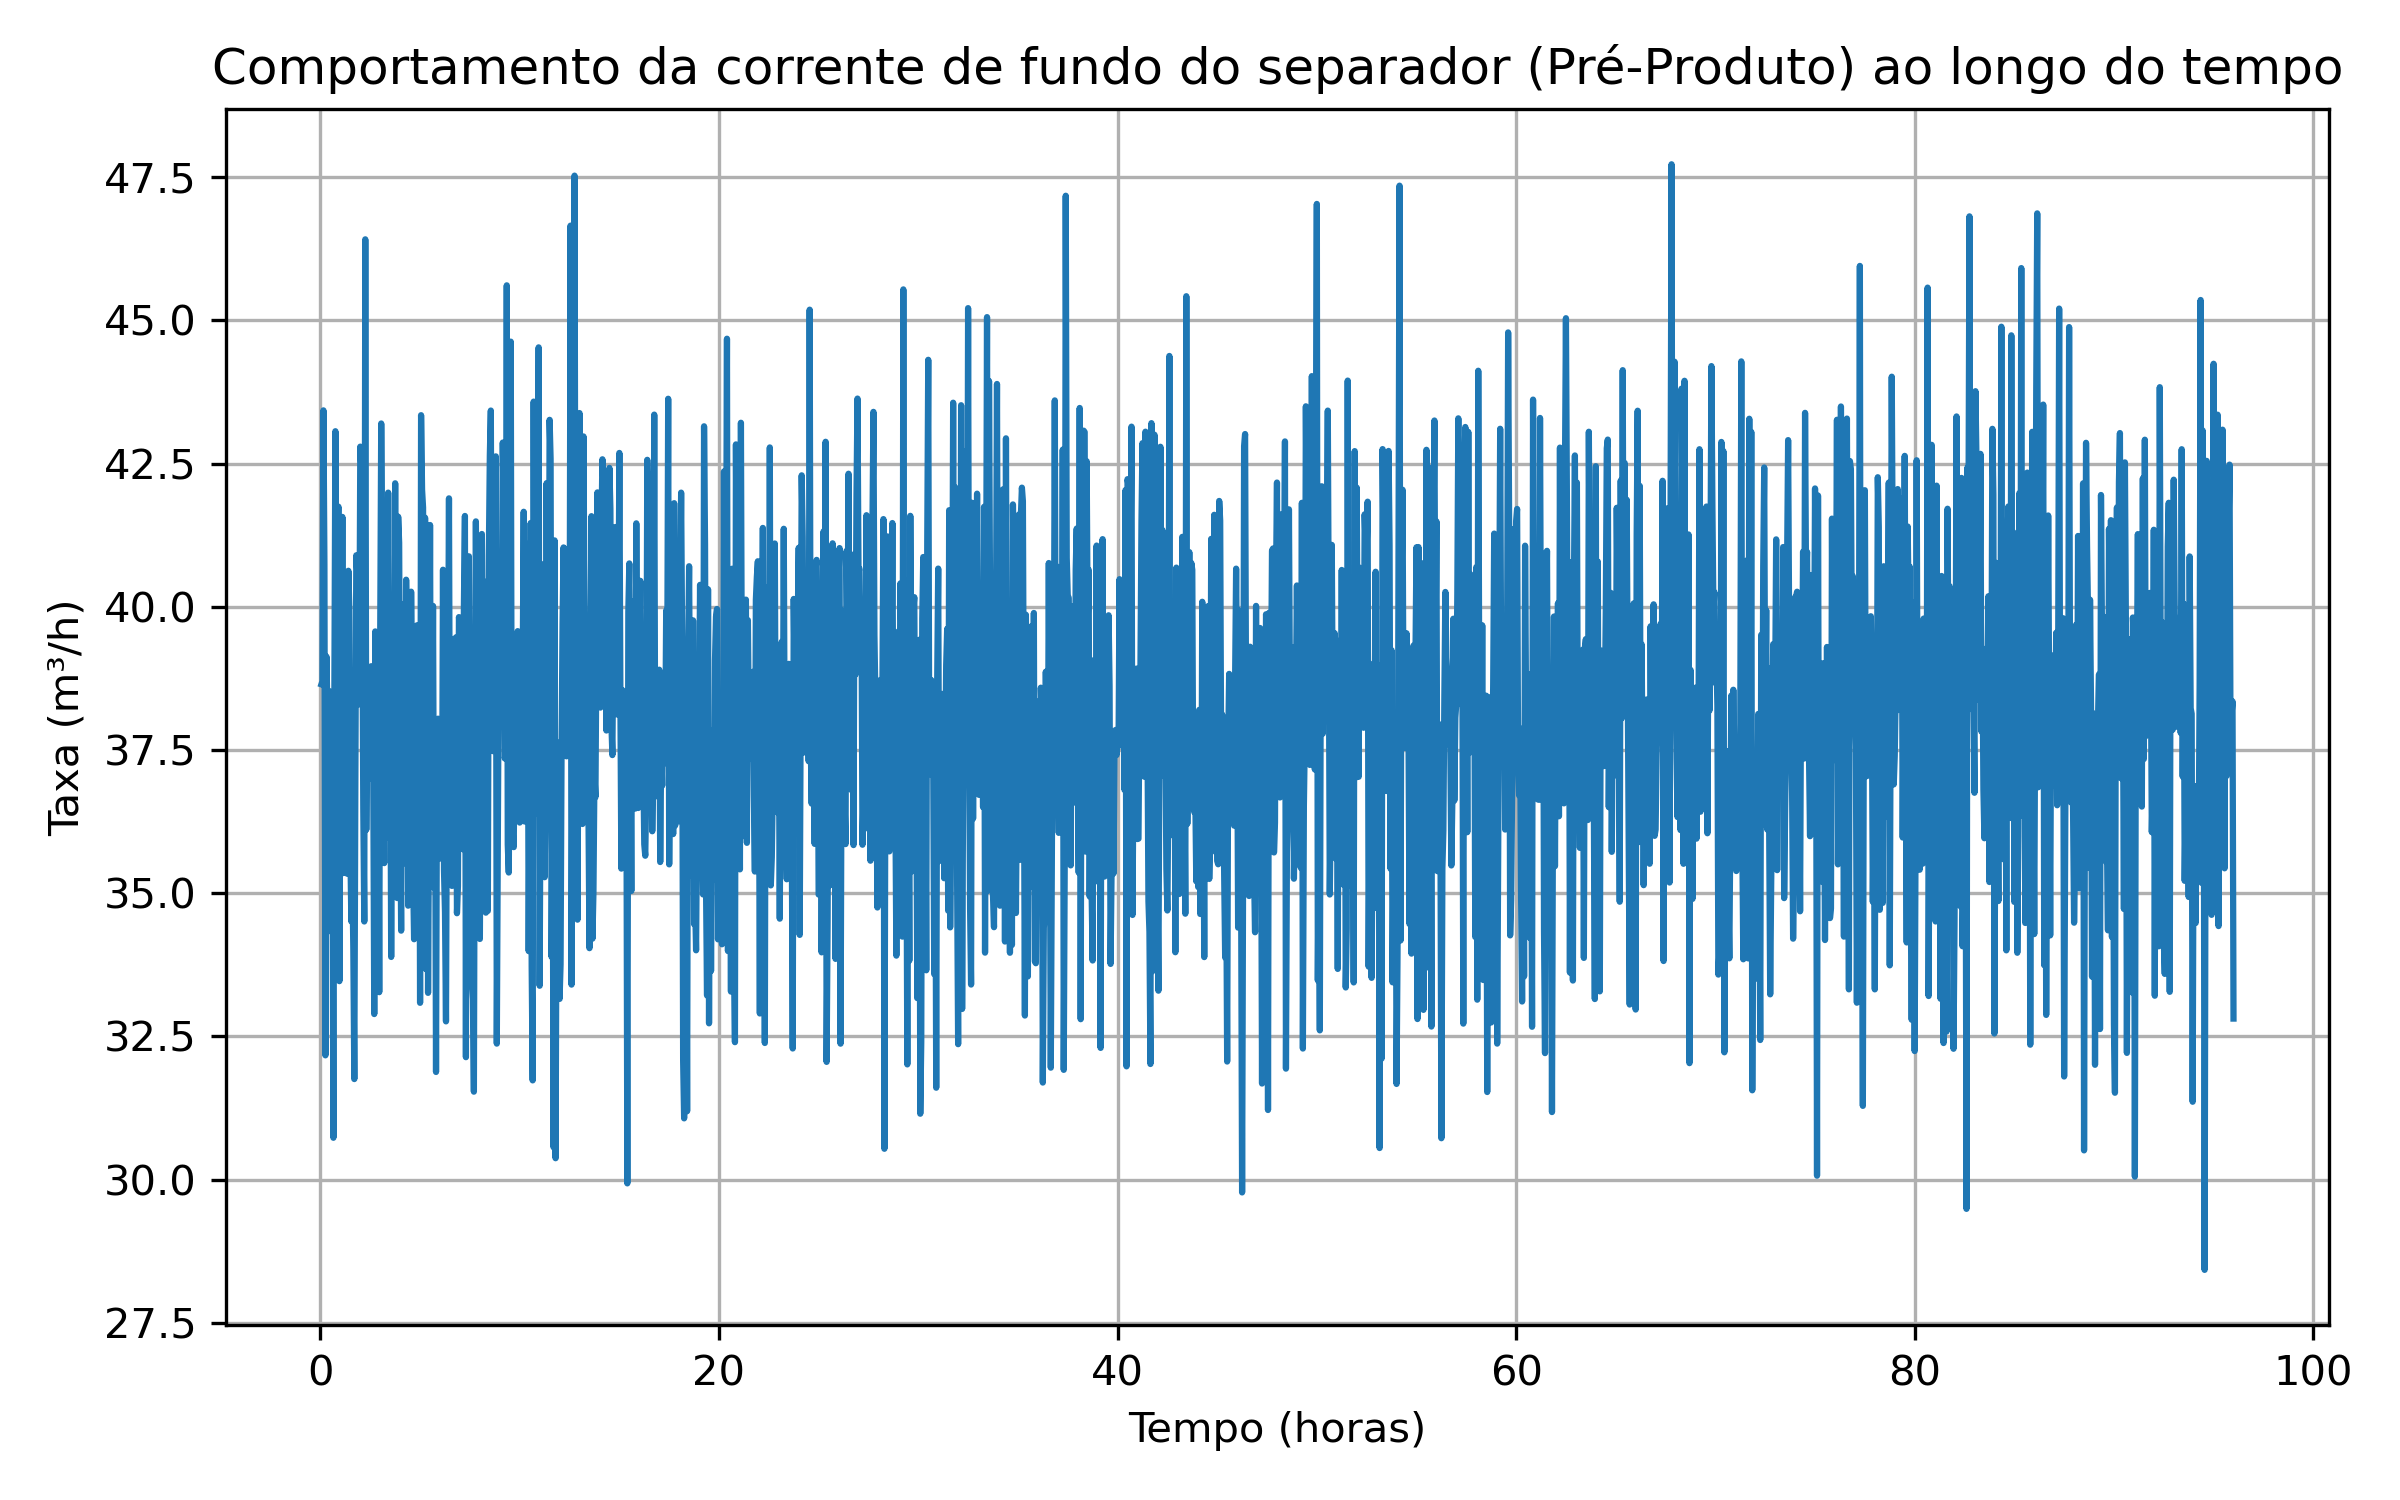 Comportamento da corrente de fundo do separador (Pré-Produto) ao longo do tempo
47.5
45.0
42.5
40.0
37.5
35.0
32.5
30.0
27.5
Taxa (m³/h)
0 20 40 60 80 100
Tempo (horas)